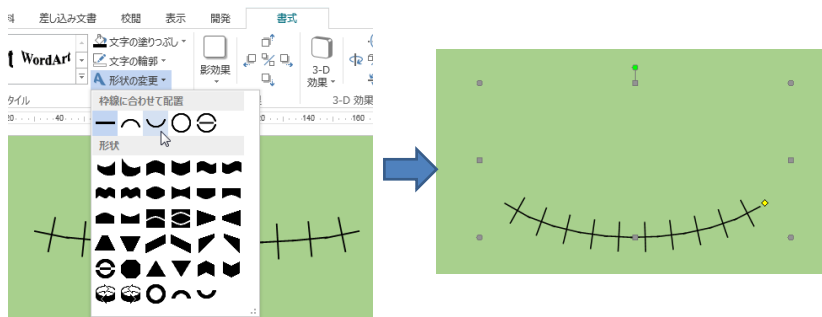 料 差し込み文書 校閲 表示 開発 書式
WordArt
文字の塗りつぶし
文字の輪郭
形状の変更
影効果
3-D
効果
タイル
3-D 効果
枠線に合わせて配置
20 40 140 160
形状